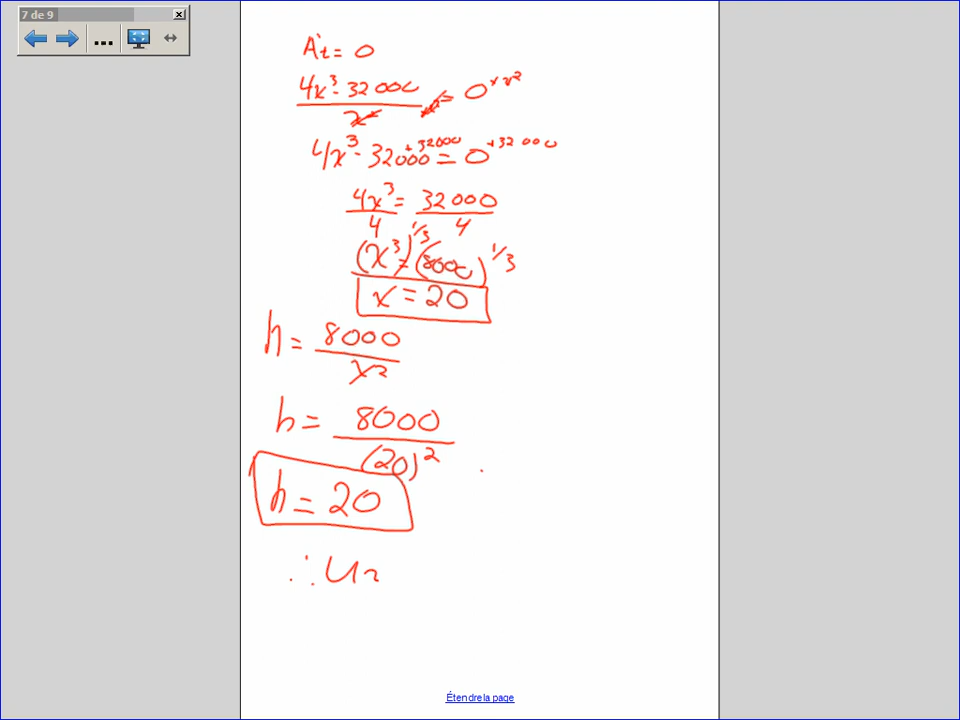 7 de 9
A't = 0
4x³ - 32000 / x² · x² = 0 × x²
4x³ - 32000 + 32000 = 0 + 32000
4x³ / 4 = 32000 / 4
(x³)^1/3 = (8000)^1/3
x = 20
h = 8000 / x²
h = 8000 / (20)²
h = 20
∴ Un
Étendre la page